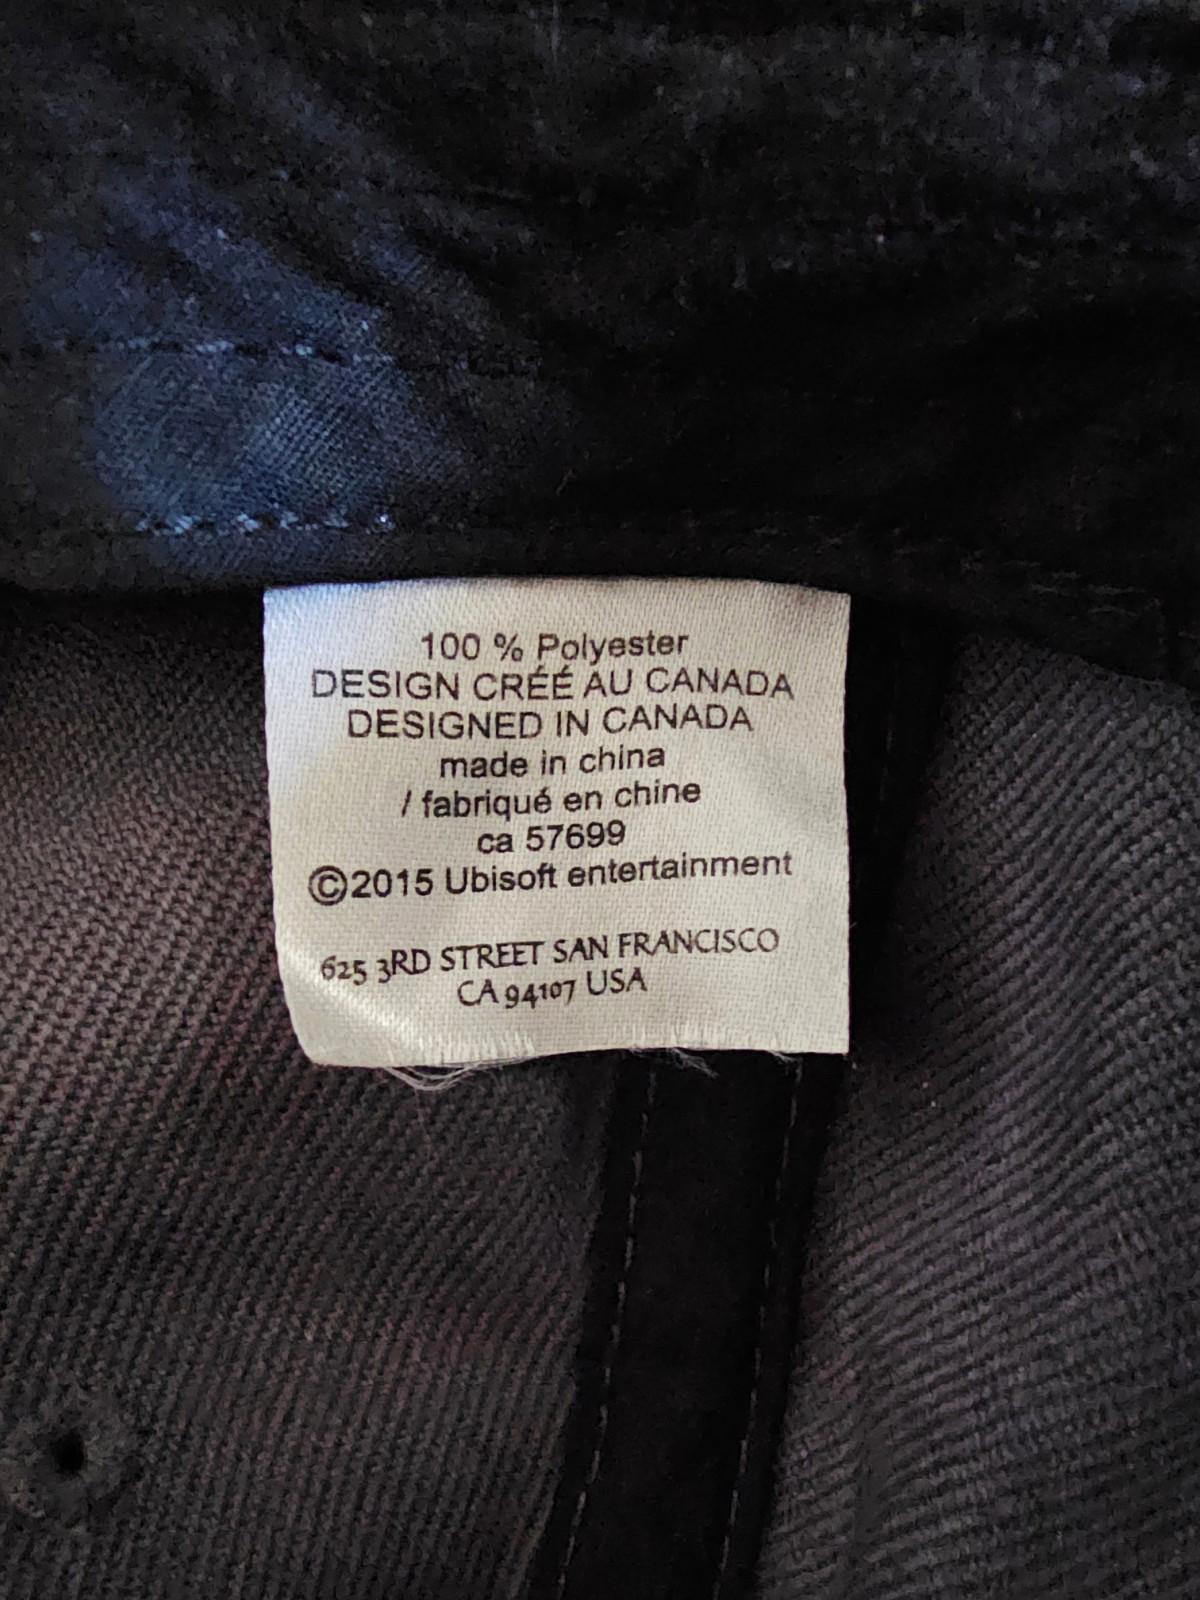 100 % Polyester
DESIGN CRÉÉ AU CANADA
DESIGNED IN CANADA
made in china
/ fabriqué en chine
ca 57699
©2015 Ubisoft entertainment
625 3RD STREET SAN FRANCISCO
CA 94107 USA